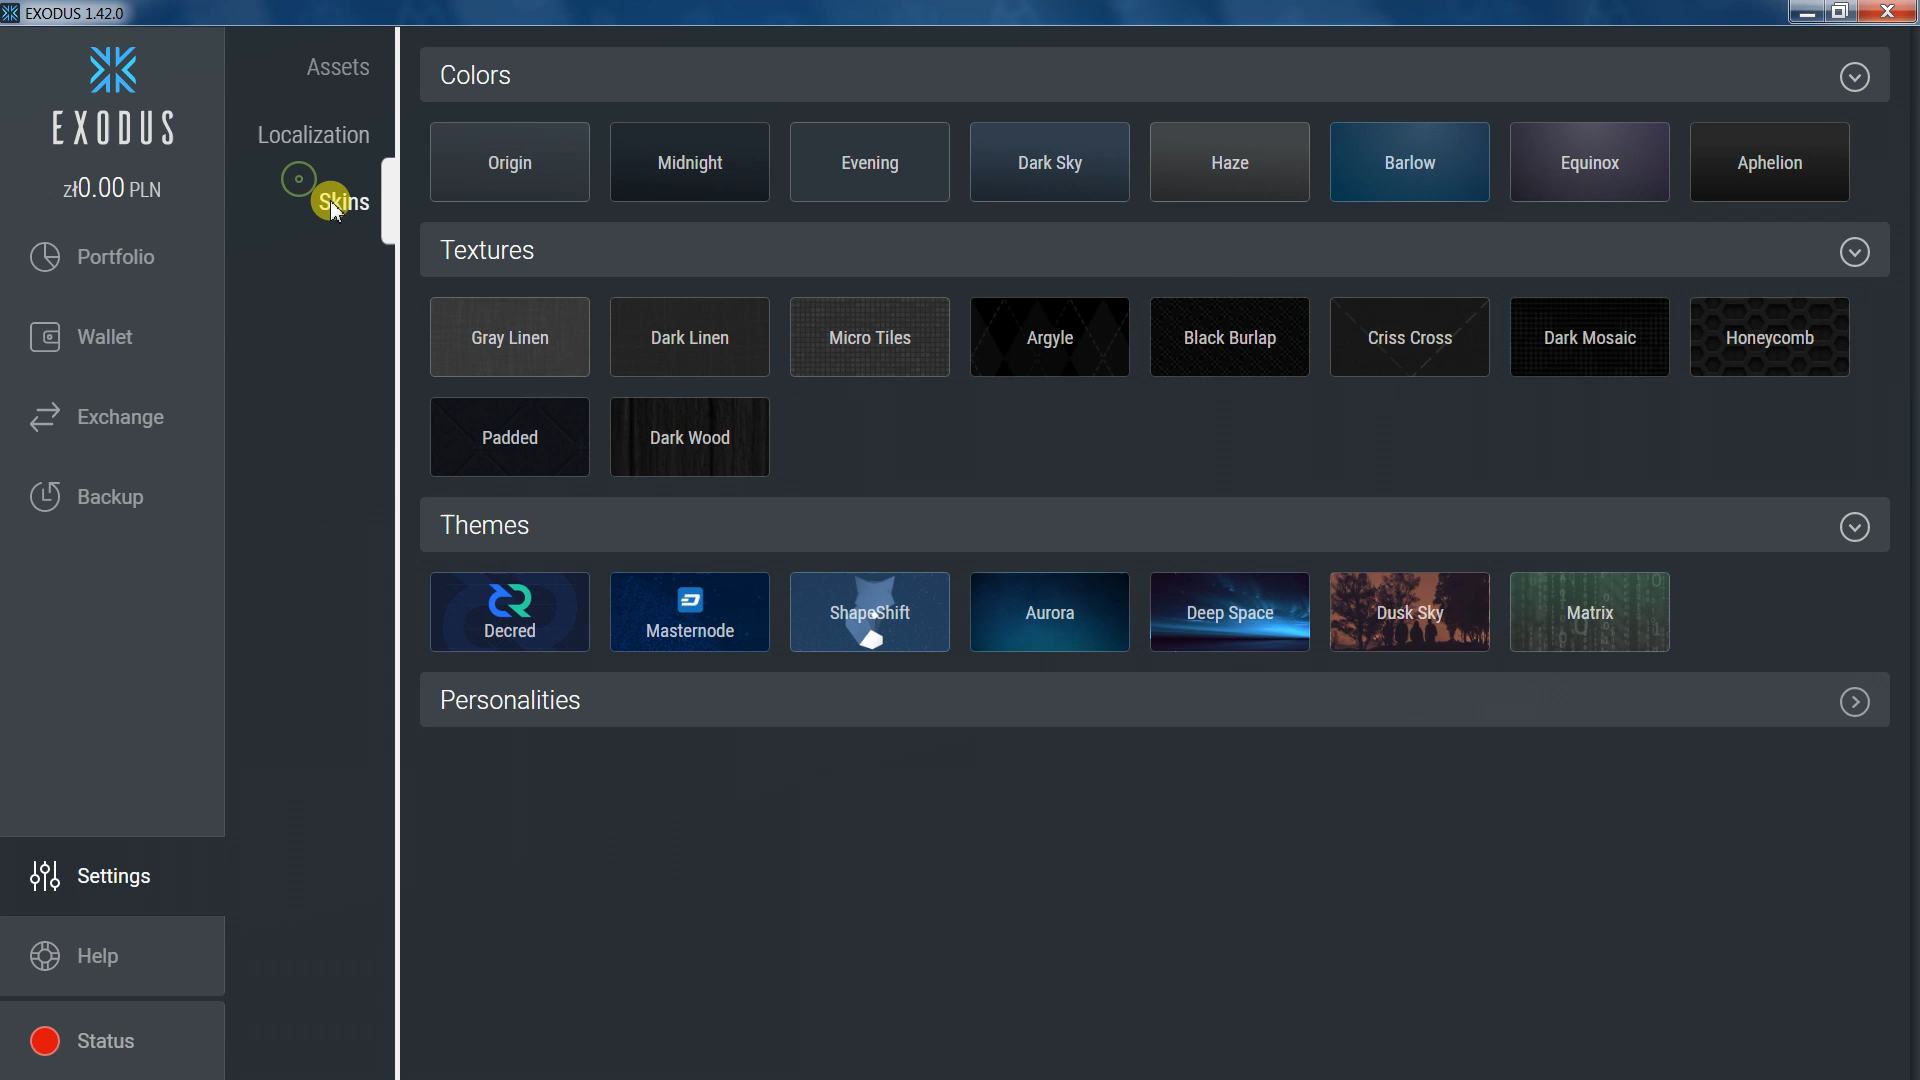 EXODUS 1.42.0
EXODUS
zł0.00 PLN
Portfolio
Wallet
Exchange
Backup
Settings
Help
Status
Assets
Localization
Skins
Colors
Origin
Midnight
Evening
Dark Sky
Haze
Barlow
Equinox
Aphelion
Textures
Gray Linen
Dark Linen
Micro Tiles
Argyle
Black Burlap
Criss Cross
Dark Mosaic
Honeycomb
Padded
Dark Wood
Themes
Decred
Masternode
ShapeShift
Aurora
Deep Space
Dusk Sky
Matrix
Personalities